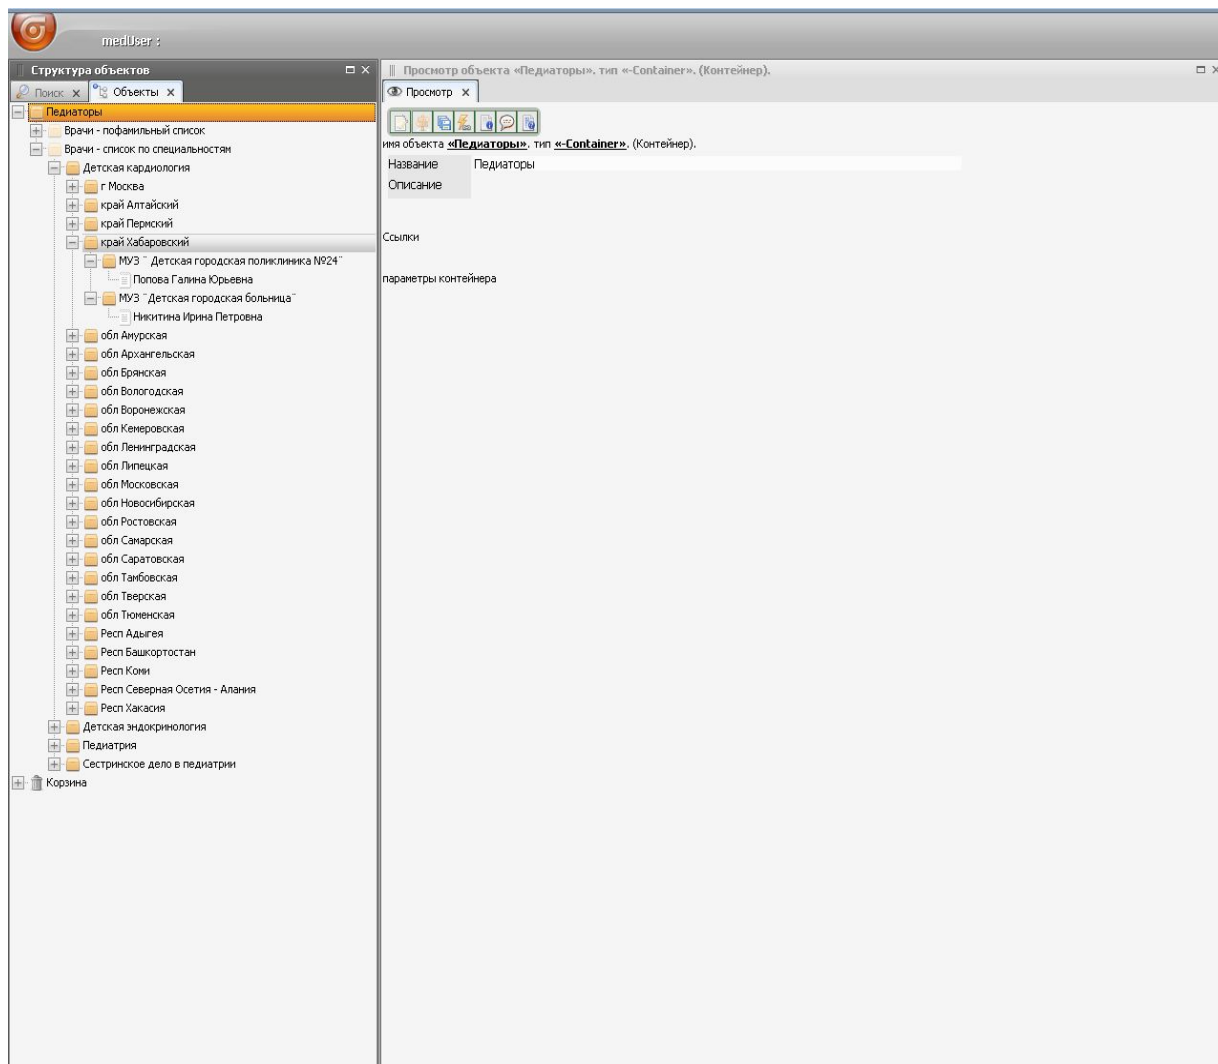 medUser :
Структура объектов
Поиск
Объекты
Педиаторы
Врачи - пофамильный список
Врачи - список по специальностям
Детская кардиология
г Москва
край Алтайский
край Пермский
край Хабаровский
МУЗ " Детская городская поликлиника №24"
Попова Галина Юрьевна
МУЗ "Детская городская больница"
Никитина Ирина Петровна
обл Амурская
обл Архангельская
обл Брянская
обл Вологодская
обл Воронежская
обл Кемеровская
обл Ленинградская
обл Липецкая
обл Московская
обл Новосибирская
обл Ростовская
обл Самарская
обл Саратовская
обл Тамбовская
обл Тверская
обл Тюменская
Респ Адыгея
Респ Башкортостан
Респ Коми
Респ Северная Осетия - Алания
Респ Хакасия
Детская эндокринология
Педиатрия
Сестринское дело в педиатрии
Корзина
Просмотр объекта «Педиаторы». тип «-Container». (Контейнер).
Просмотр
имя объекта «Педиаторы». тип «-Container». (Контейнер).
Название Педиаторы
Описание
Ссылки
параметры контейнера